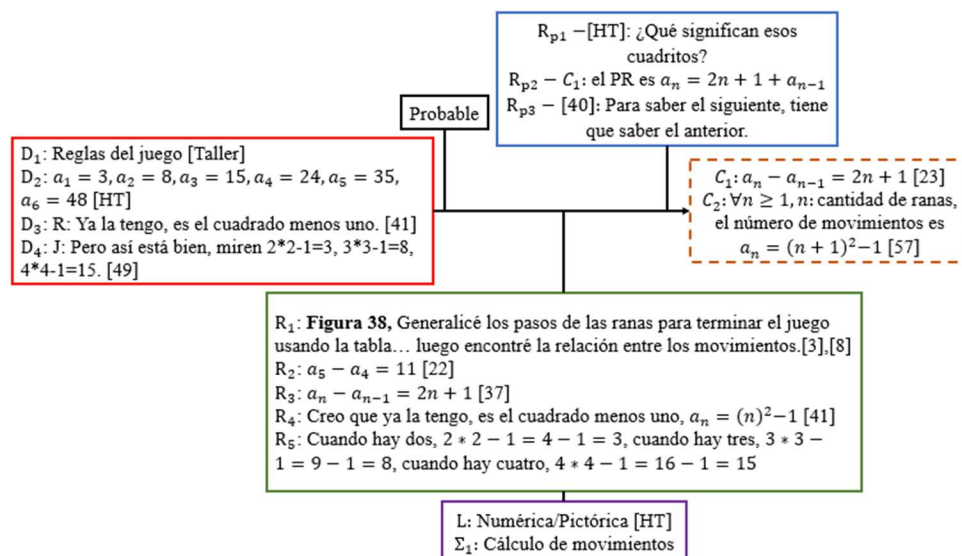 R_{p1} −[HT]: ¿Qué significan esos
cuadritos?
R_{p2} − C_1: el PR es a_n = 2n + 1 + a_{n−1}
R_{p3} − [40]: Para saber el siguiente, tiene
que saber el anterior.
Probable
D_1: Reglas del juego [Taller]
D_2: a_1 = 3, a_2 = 8, a_3 = 15, a_4 = 24, a_5 = 35,
a_6 = 48 [HT]
D_3: R: Ya la tengo, es el cuadrado menos uno. [41]
D_4: J: Pero así está bien, miren 2*2-1=3, 3*3-1=8,
4*4-1=15. [49]
C_1: a_n − a_{n−1} = 2n + 1 [23]
C_2: ∀n ≥ 1, n: cantidad de ranas,
el número de movimientos es
a_n = (n + 1)^2−1 [57]
R_1: Figura 38, Generalicé los pasos de las ranas para terminar el juego
usando la tabla… luego encontré la relación entre los movimientos.[3],[8]
R_2: a_5 − a_4 = 11 [22]
R_3: a_n − a_{n−1} = 2n + 1 [37]
R_4: Creo que ya la tengo, es el cuadrado menos uno, a_n = (n)^2−1 [41]
R_5: Cuando hay dos, 2 ∗ 2 − 1 = 4 − 1 = 3, cuando hay tres, 3 ∗ 3 −
1 = 9 − 1 = 8, cuando hay cuatro, 4 ∗ 4 − 1 = 16 − 1 = 15
L: Numérica/Pictórica [HT]
Σ_1: Cálculo de movimientos